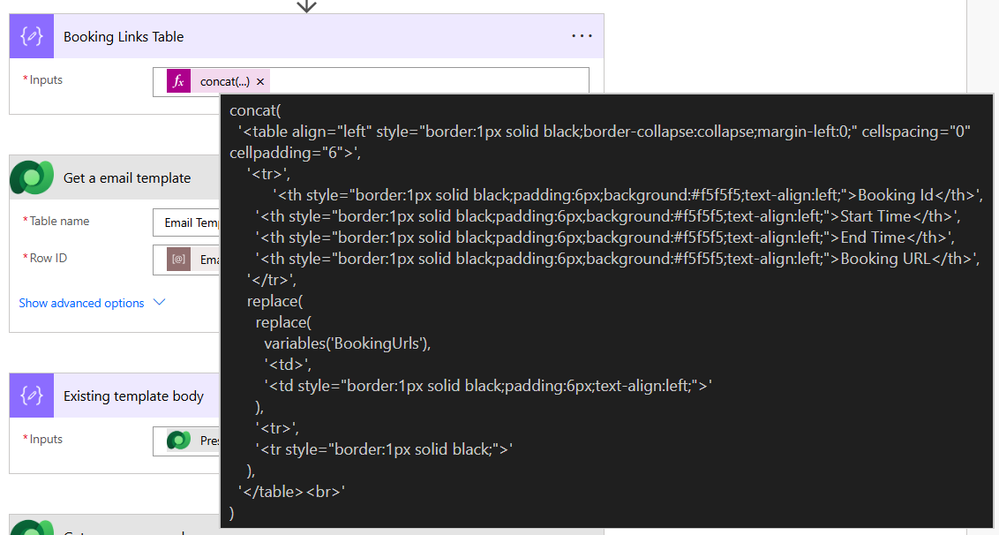 Booking Links Table
...
*Inputs
fx concat(...) ×
concat(
'<table align="left" style="border:1px solid black;border-collapse:collapse;margin-left:0;" cellspacing="0"
cellpadding="6">',
'<tr>',
'<th style="border:1px solid black;padding:6px;background:#f5f5f5;text-align:left;">Booking Id</th>',
'<th style="border:1px solid black;padding:6px;background:#f5f5f5;text-align:left;">Start Time</th>',
'<th style="border:1px solid black;padding:6px;background:#f5f5f5;text-align:left;">End Time</th>',
'<th style="border:1px solid black;padding:6px;background:#f5f5f5;text-align:left;">Booking URL</th>',
'</tr>',
replace(
replace(
variables('BookingUrls'),
'<td>',
'<td style="border:1px solid black;padding:6px;text-align:left;">'
),
'<tr>',
'<tr style="border:1px solid black;">'
),
'</table><br>'
)
Get a email template
*Table name
Email Tem
*Row ID
Ema
Show advanced options
Existing template body
*Inputs
Pres